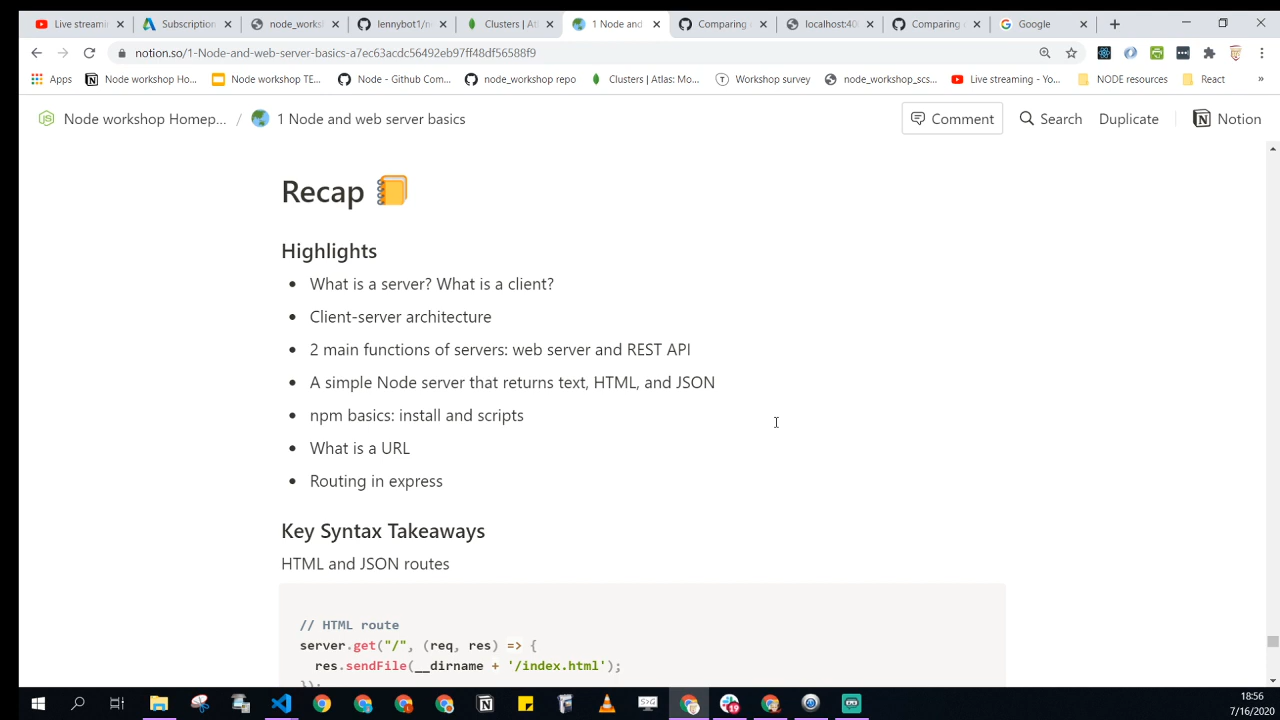 Live streami
Subscription
node_works
lennybot1/n
Clusters | Atl
1 Node and
Comparing
localhost:40
Comparing
Google
notion.so/1-Node-and-web-server-basics-a7ec63acdc56492eb97ff48df56588f9
Apps
Node workshop Ho...
Node workshop TE...
Node - Github Com...
node_workshop repo
Clusters | Atlas: Mo...
Workshop survey
node_workshop_scs...
Live streaming - Yo...
NODE resources
React
»
Node workshop Homep... / 1 Node and web server basics
Comment
Search
Duplicate
Notion
Recap
Highlights
• What is a server? What is a client?
• Client-server architecture
• 2 main functions of servers: web server and REST API
• A simple Node server that returns text, HTML, and JSON
• npm basics: install and scripts
• What is a URL
• Routing in express
Key Syntax Takeaways
HTML and JSON routes
// HTML route
server.get("/", (req, res) => {
res.sendFile(__dirname + '/index.html');
});
18:56
7/16/2020